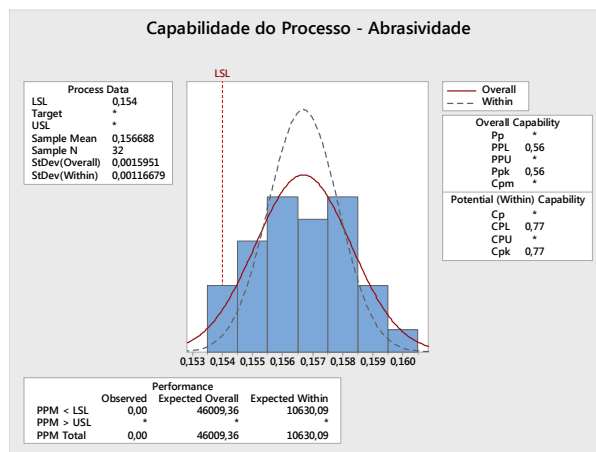 Capabilidade do Processo - Abrasividade
LSL
Process Data
LSL 0,154
Target *
USL *
Sample Mean 0,156688
Sample N 32
StDev(Overall) 0,0015951
StDev(Within) 0,00116679
Overall
Within
Overall Capability
Pp *
PPL 0,56
PPU *
Ppk 0,56
Cpm *
Potential (Within) Capability
Cp *
CPL 0,77
CPU *
Cpk 0,77
0,153 0,154 0,155 0,156 0,157 0,158 0,159 0,160
Performance
Observed Expected Overall Expected Within
PPM < LSL 0,00 46009,36 10630,09
PPM > USL * * *
PPM Total 0,00 46009,36 10630,09